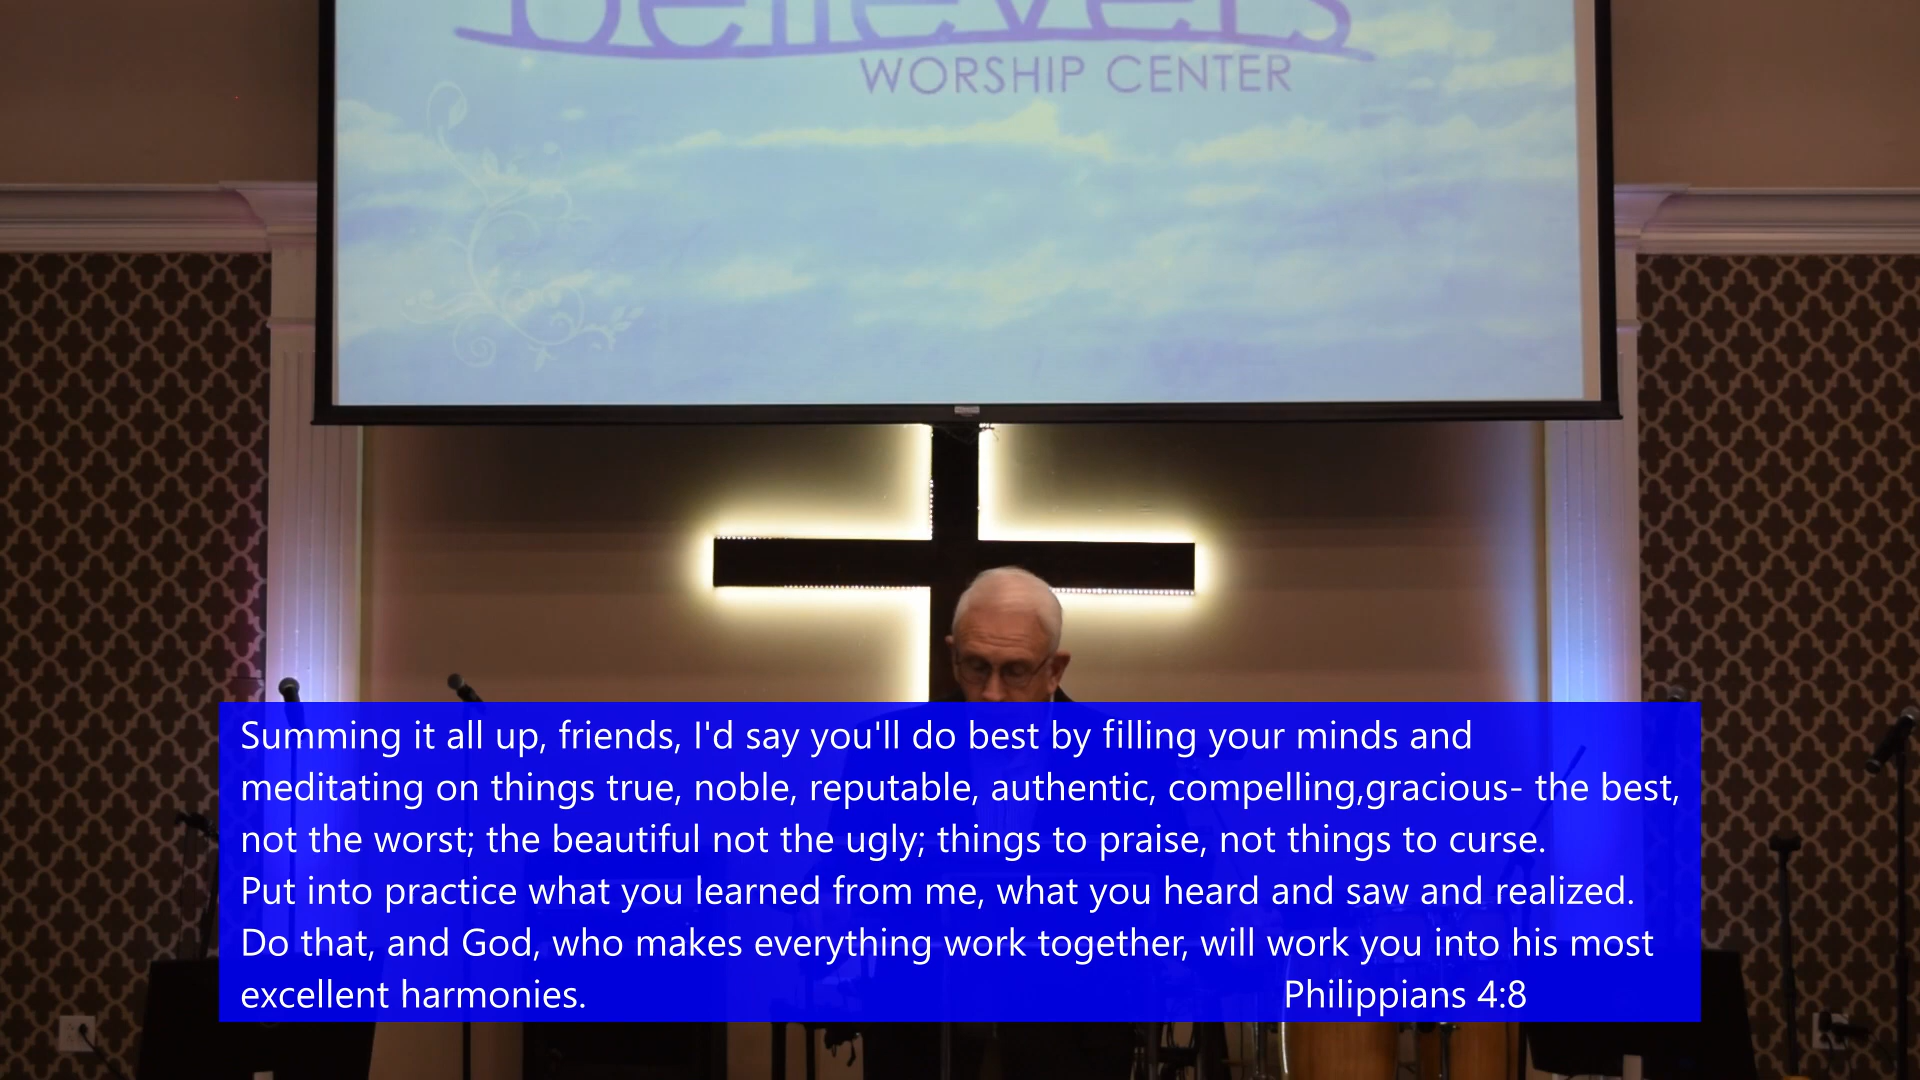 believers
WORSHIP CENTER
Summing it all up, friends, I'd say you'll do best by filling your minds and
meditating on things true, noble, reputable, authentic, compelling,gracious- the best,
not the worst; the beautiful not the ugly; things to praise, not things to curse.
Put into practice what you learned from me, what you heard and saw and realized.
Do that, and God, who makes everything work together, will work you into his most
excellent harmonies. Philippians 4:8